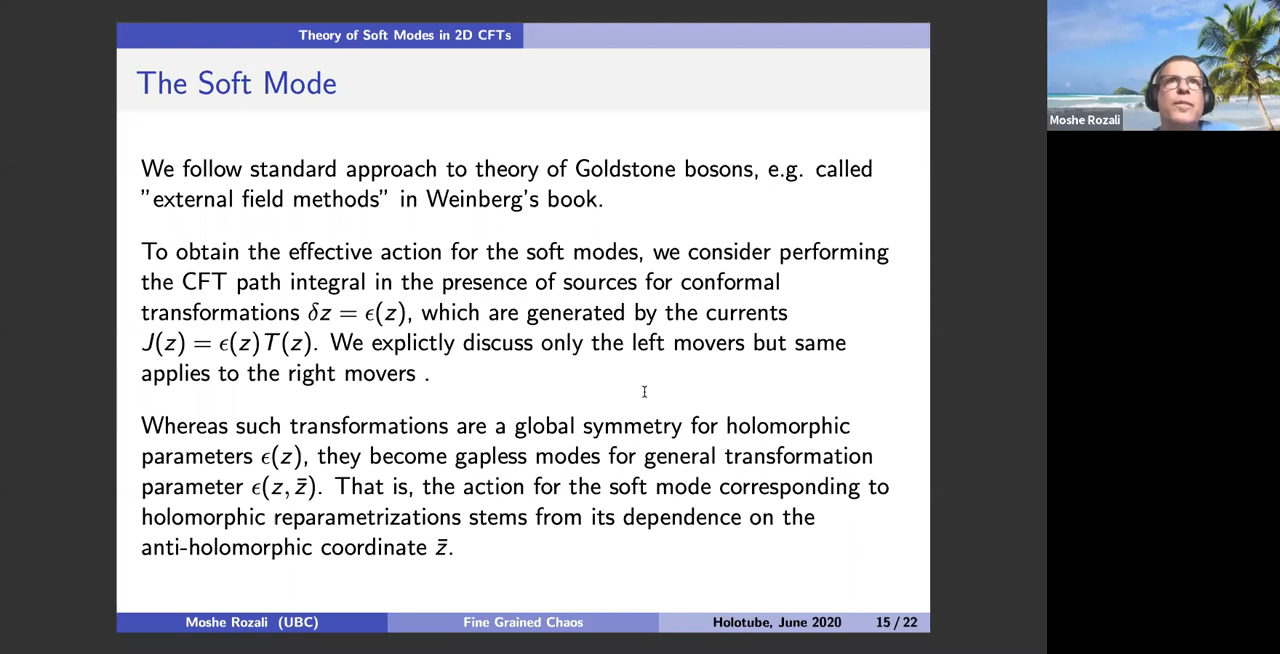 Theory of Soft Modes in 2D CFTs
The Soft Mode
We follow standard approach to theory of Goldstone bosons, e.g. called
”external field methods” in Weinberg's book.
To obtain the effective action for the soft modes, we consider performing
the CFT path integral in the presence of sources for conformal
transformations δz = ϵ(z), which are generated by the currents
J(z) = ϵ(z)T(z). We explictly discuss only the left movers but same
applies to the right movers .
Whereas such transformations are a global symmetry for holomorphic
parameters ϵ(z), they become gapless modes for general transformation
parameter ϵ(z, z̄). That is, the action for the soft mode corresponding to
holomorphic reparametrizations stems from its dependence on the
anti-holomorphic coordinate z̄.
Moshe Rozali (UBC)
Fine Grained Chaos
Holotube, June 2020
15 / 22
Moshe Rozali